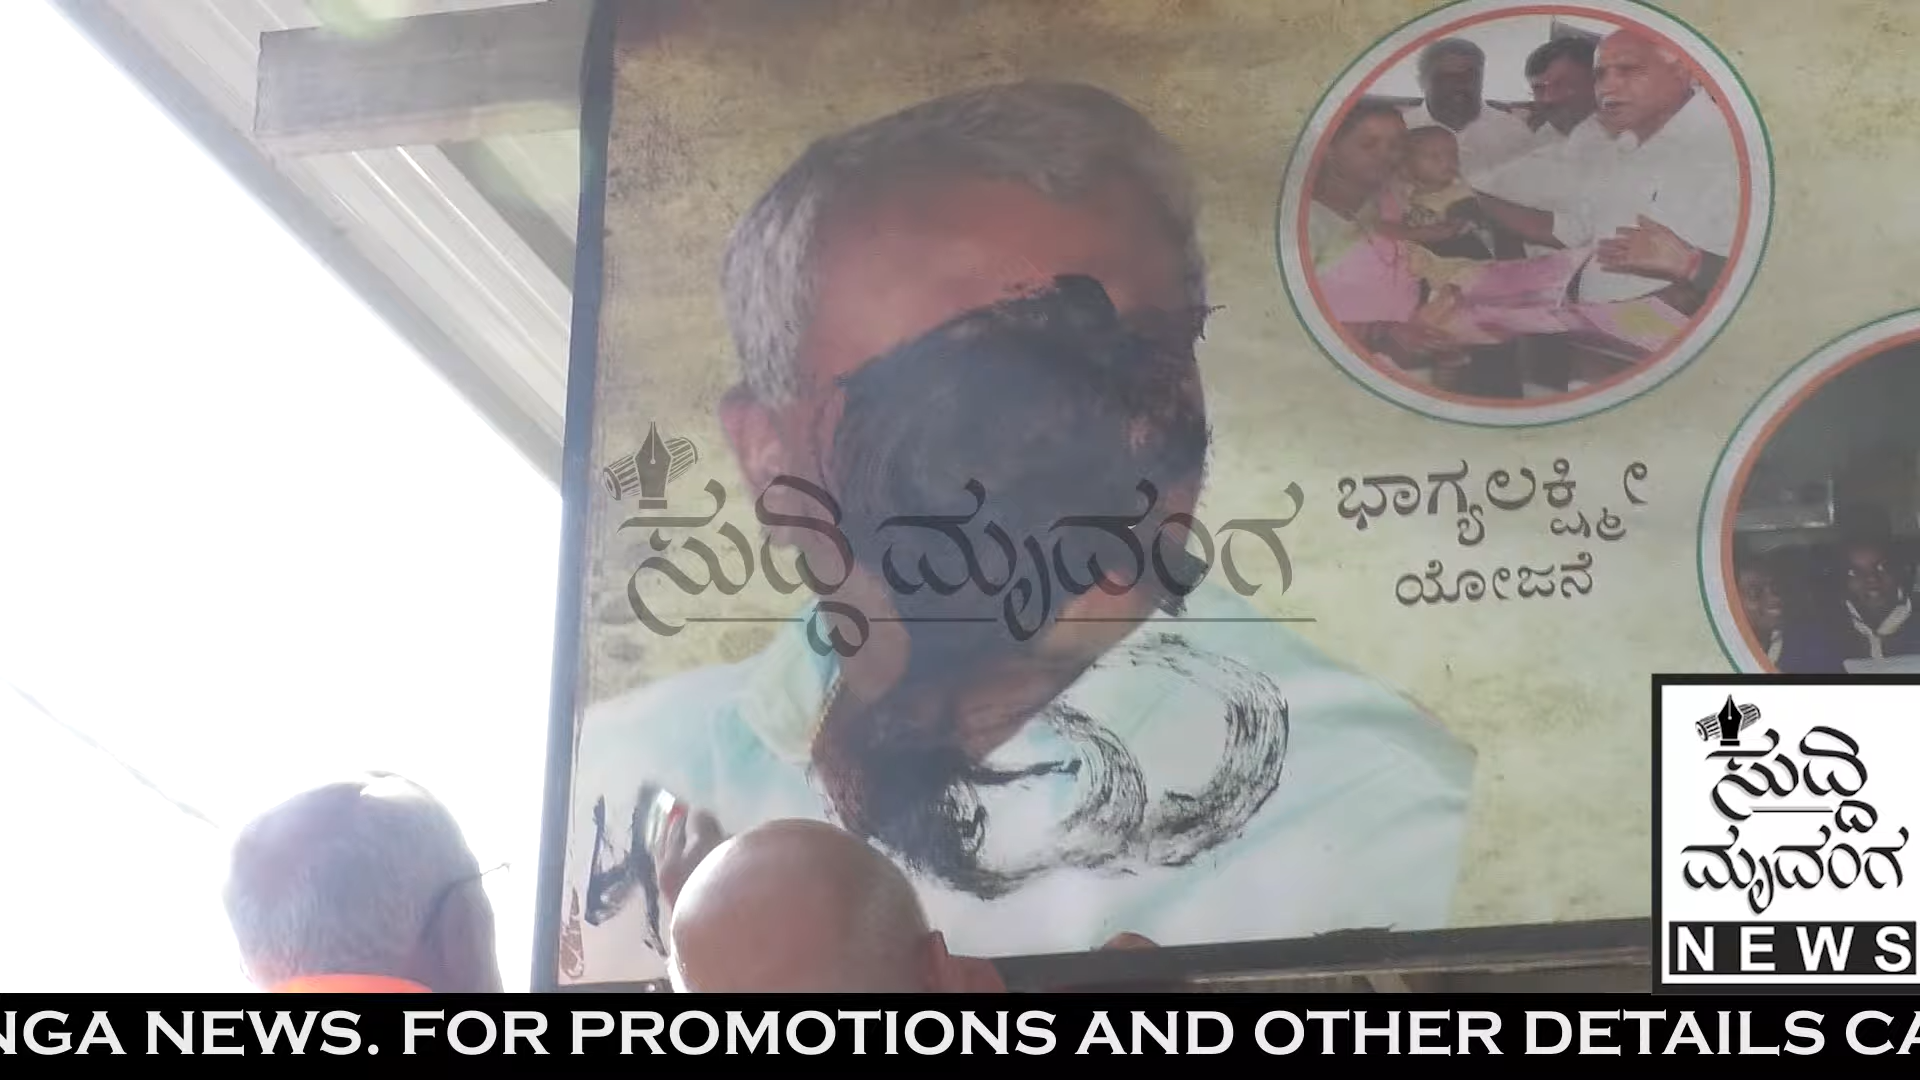 ಭಾಗ್ಯಲಕ್ಷ್ಮೀ
ಯೋಜನೆ
ಸುದ್ದಿ ಮೃದಂಗ
ಸುದ್ದಿ
ಮೃದಂಗ
NEWS
NGA NEWS. FOR PROMOTIONS AND OTHER DETAILS CA